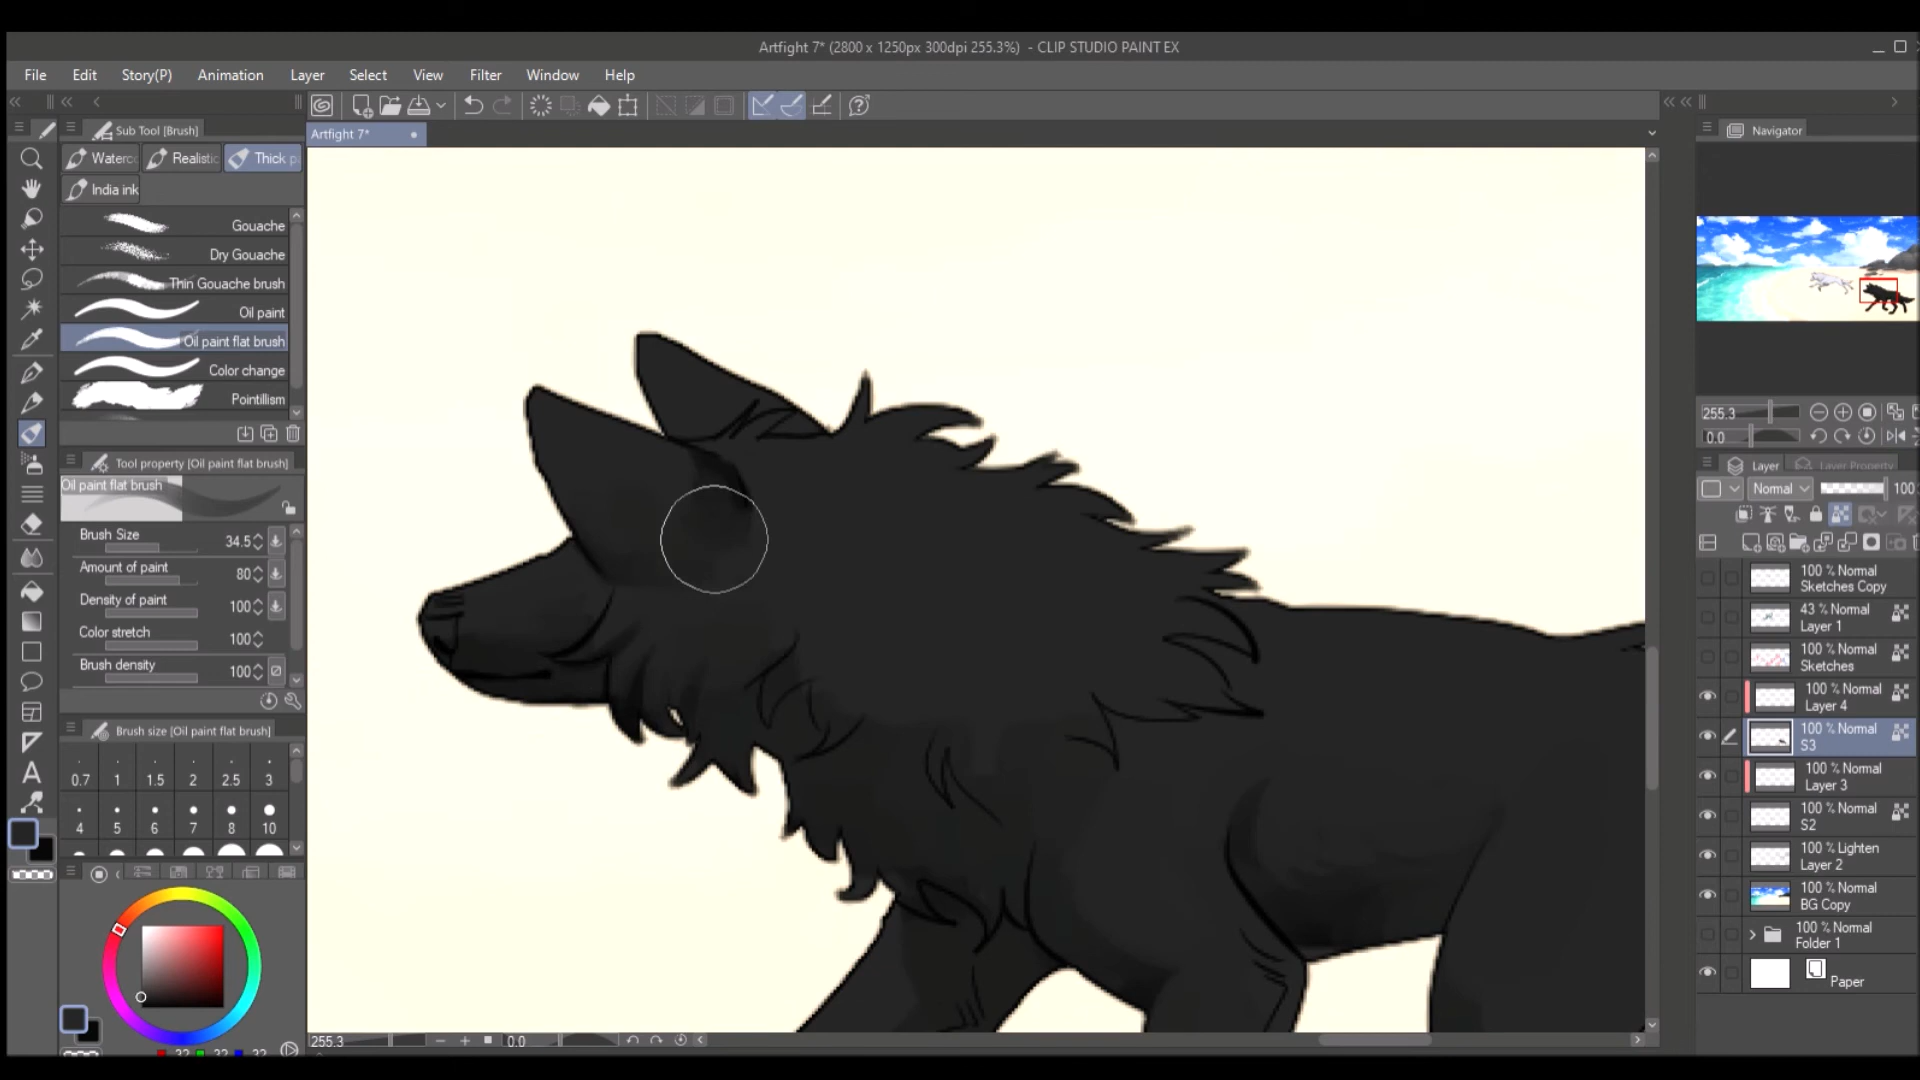 Artfight 7* (2800 x 1250px 300dpi 255.3%) - CLIP STUDIO PAINT EX
File Edit Story(P) Animation Layer Select View Filter Window Help
Sub Tool [Brush]
Artfight 7*
Navigator
Waterc Realistic Thick p
India ink
Gouache
Dry Gouache
Thin Gouache brush
Oil paint
Oil paint flat brush
Color change
Pointillism
Tool property [Oil paint flat brush]
Oil paint flat brush
Brush Size 34.5
Amount of paint 80
Density of paint 100
Color stretch 100
Brush density 100
Brush size [Oil paint flat brush]
0.7 1 1.5 2 2.5 3
4 5 6 7 8 10
32 32 32
255.3 0.0
255.3
0.0
Layer Layer Property
Normal 100
100 % Normal
Sketches Copy
43 % Normal
Layer 1
100 % Normal
Sketches
100 % Normal
Layer 4
100 % Normal
S3
100 % Normal
Layer 3
100 % Normal
S2
100 % Lighten
Layer 2
100 % Normal
BG Copy
100 % Normal
Folder 1
Paper